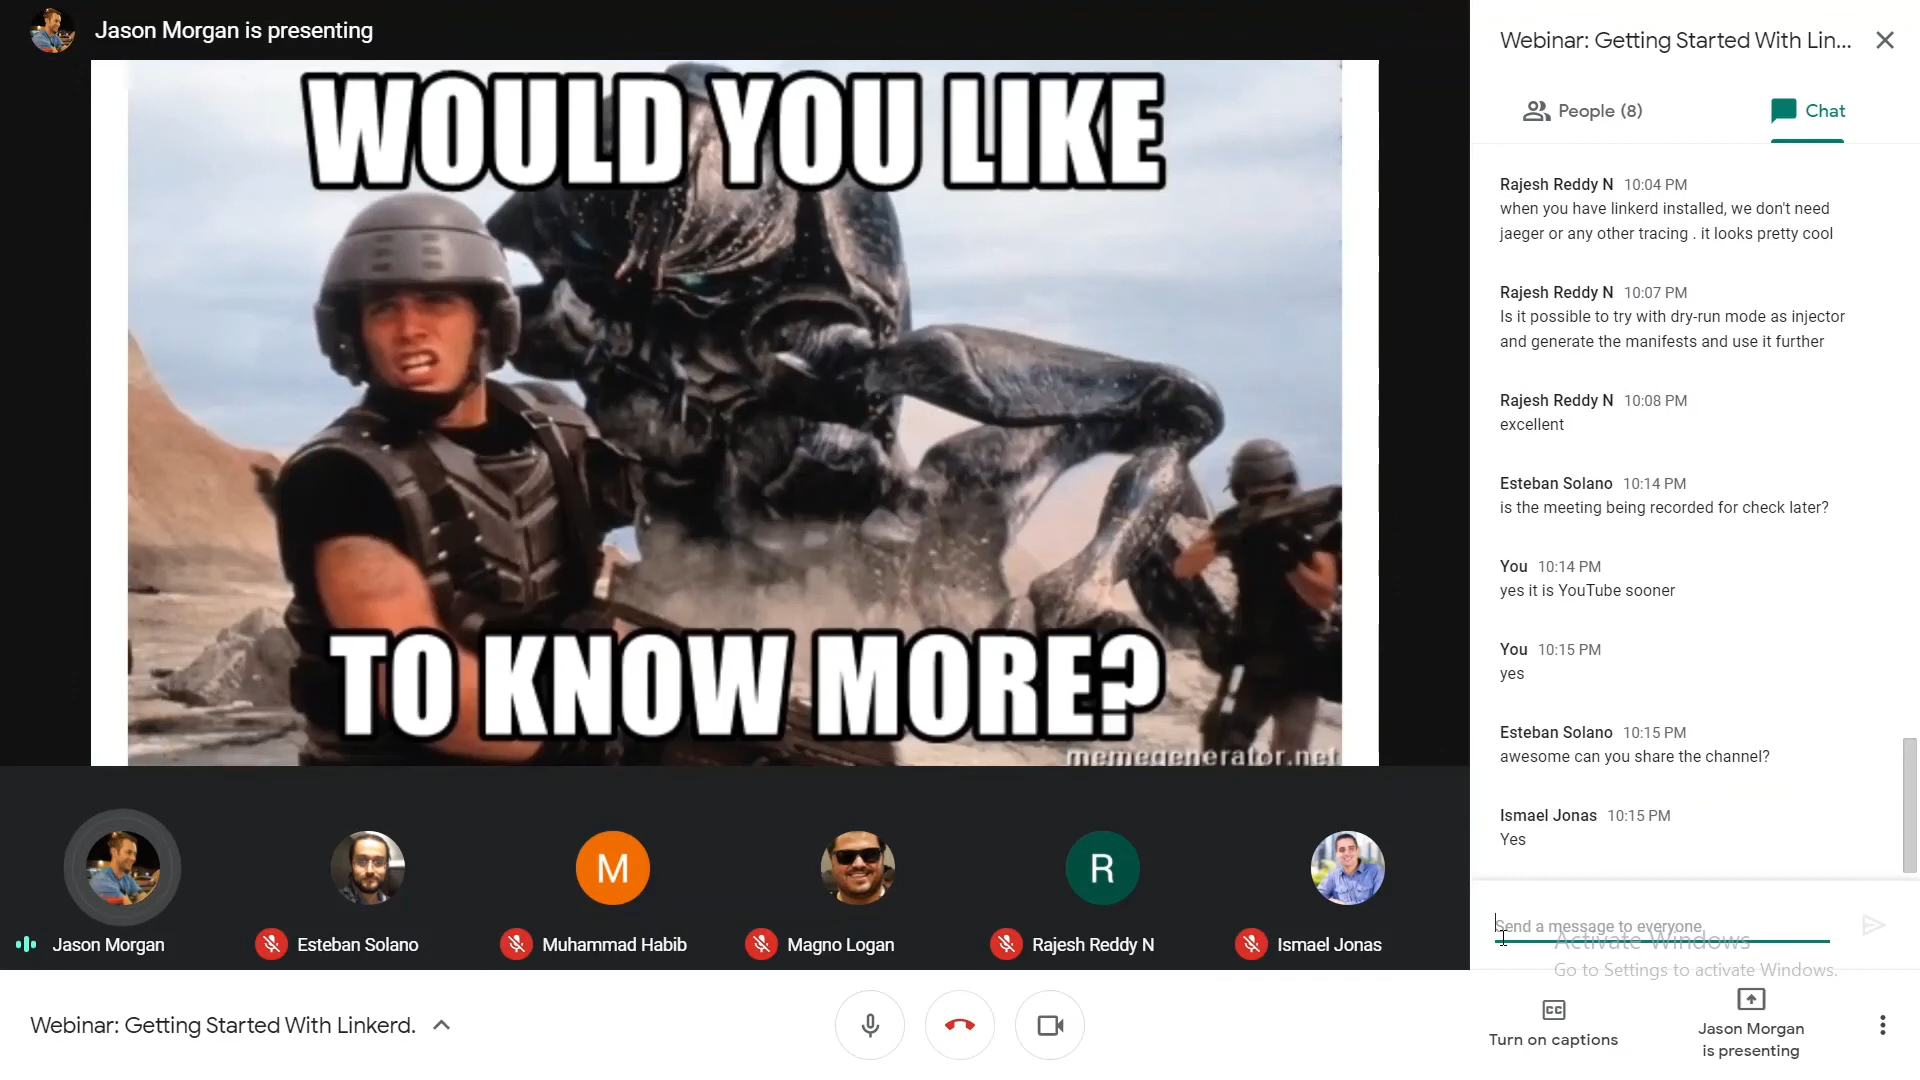 Jason Morgan is presenting
WOULD YOU LIKE
TO KNOW MORE?
memegenerator.net
Jason Morgan
Esteban Solano
M
Muhammad Habib
Magno Logan
R
Rajesh Reddy N
Ismael Jonas
Webinar: Getting Started With Lin...
People (8)
Chat
Rajesh Reddy N 10:04 PM
when you have linkerd installed, we don't need
jaeger or any other tracing . it looks pretty cool
Rajesh Reddy N 10:07 PM
Is it possible to try with dry-run mode as injector
and generate the manifests and use it further
Rajesh Reddy N 10:08 PM
excellent
Esteban Solano 10:14 PM
is the meeting being recorded for check later?
You 10:14 PM
yes it is YouTube sooner
You 10:15 PM
yes
Esteban Solano 10:15 PM
awesome can you share the channel?
Ismael Jonas 10:15 PM
Yes
Send a message to everyone
Activate Windows
Go to Settings to activate Windows.
Webinar: Getting Started With Linkerd.
CC
Turn on captions
Jason Morgan
is presenting